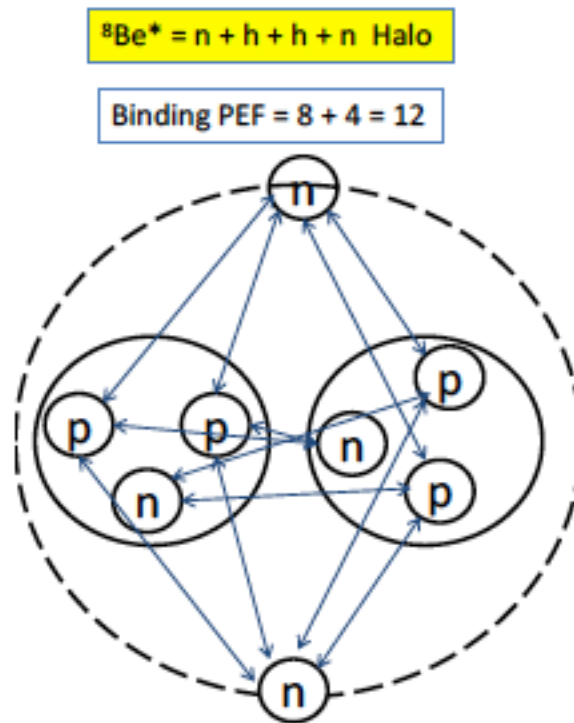 ⁸Be* = n + h + h + n Halo
Binding PEF = 8 + 4 = 12
n
p
p
p
n
n
p
n